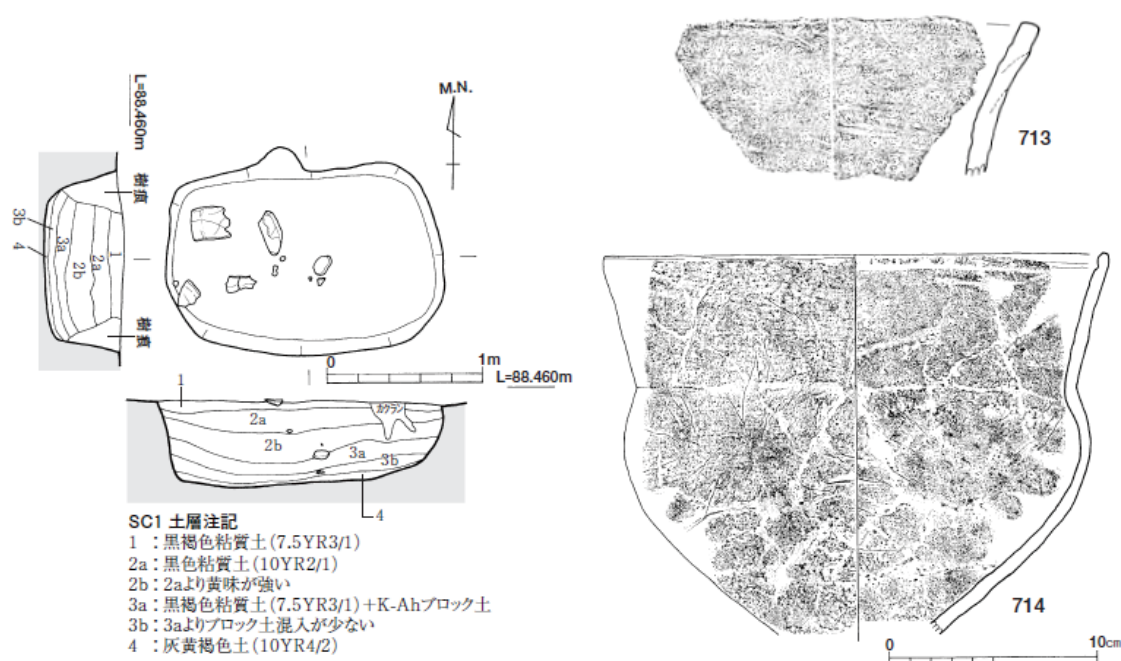 L=88.460m
M.N.
樹痕
3b
4
3a
2b
2a
1
樹痕
0 1m
L=88.460m
1
2a
カクラン
2b
3a
3b
4
SC1 土層注記
1 :黒褐色粘質土(7.5YR3/1)
2a:黒色粘質土(10YR2/1)
2b:2aより黄味が強い
3a:黒褐色粘質土(7.5YR3/1)+K-Ahブロック土
3b:3aよりブロック土混入が少ない
4 :灰黄褐色土(10YR4/2)
713
714
0 10cm